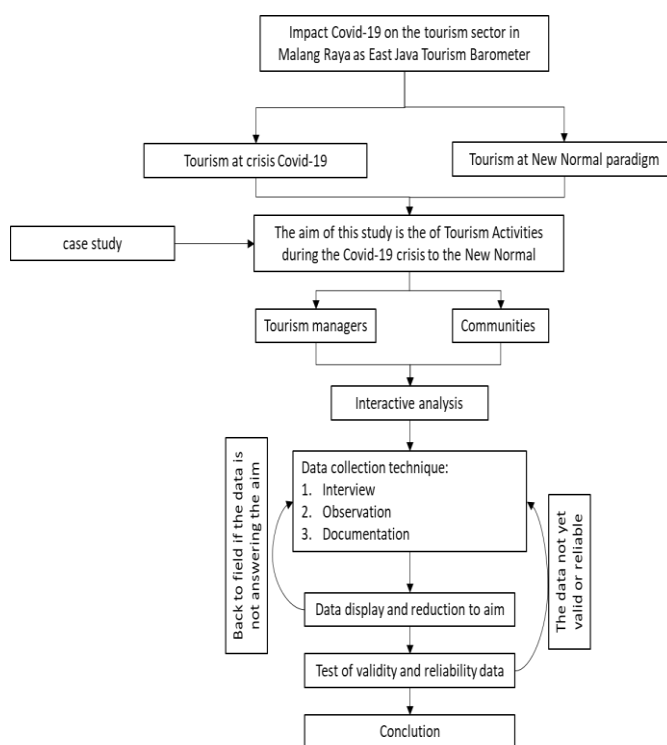 Impact Covid-19 on the tourism sector in
Malang Raya as East Java Tourism Barometer
Tourism at crisis Covid-19
Tourism at New Normal paradigm
case study
The aim of this study is the of Tourism Activities
during the Covid-19 crisis to the New Normal
Tourism managers
Communities
Interactive analysis
Back to field if the data is
not answering the aim
Data collection technique:
1. Interview
2. Observation
3. Documentation
The data not yet
valid or reliable
Data display and reduction to aim
Test of validity and reliability data
Conclution